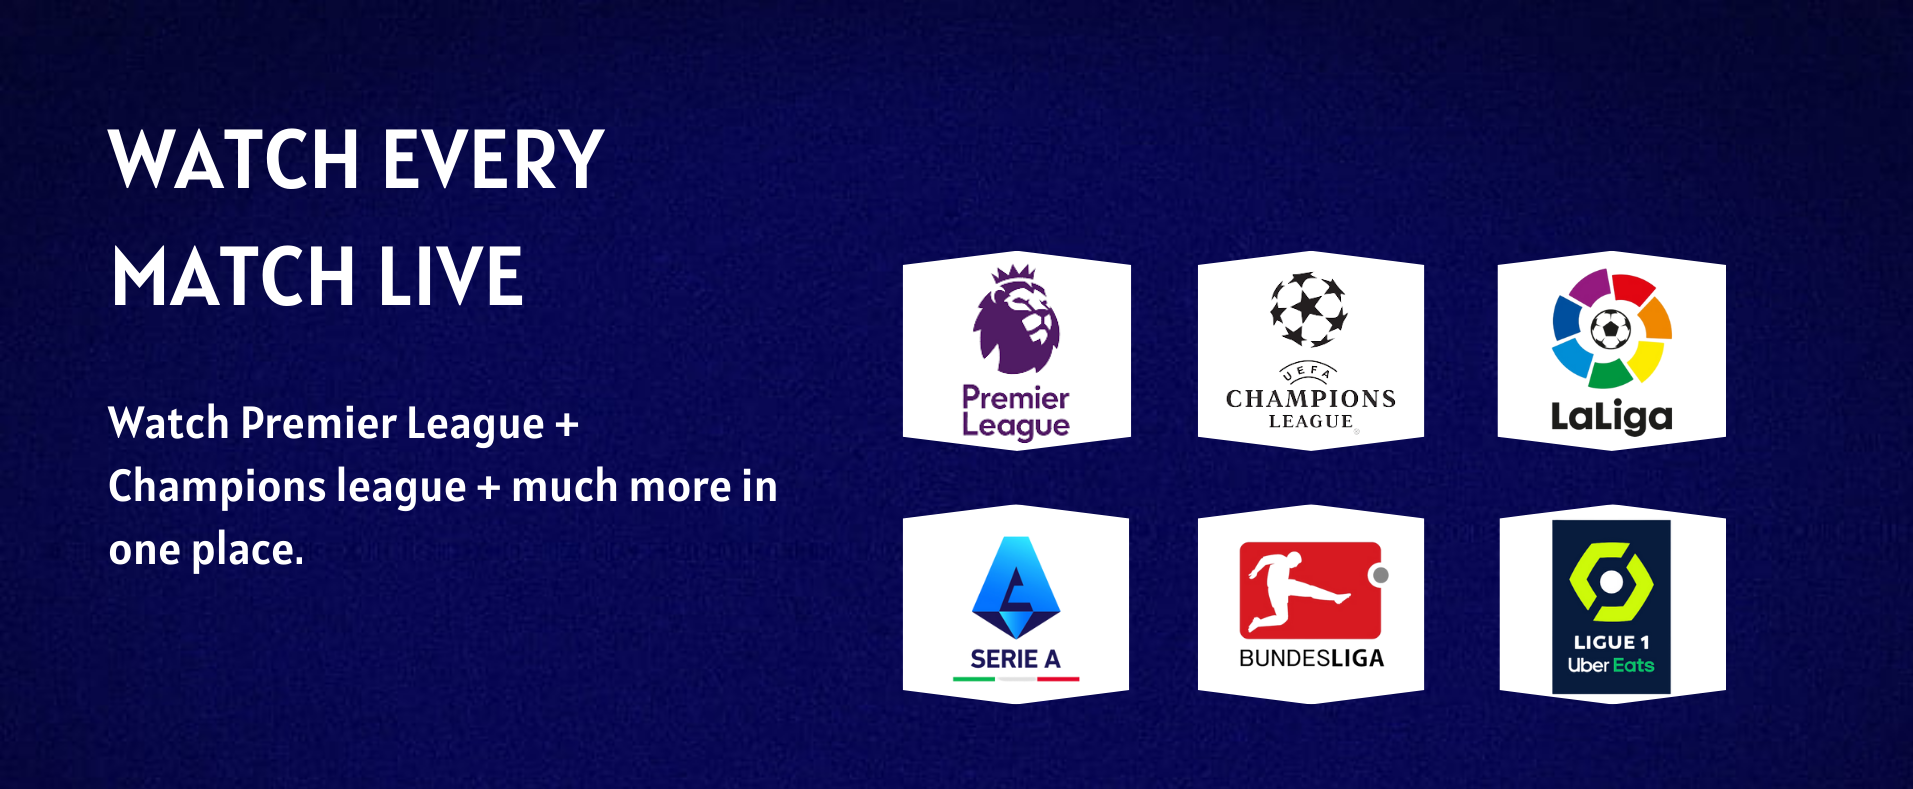 WATCH EVERY
MATCH LIVE
Watch Premier League +
Champions league + much more in
one place.
Premier
League
UEFA
CHAMPIONS
LEAGUE
LaLiga
SERIE A
BUNDESLIGA
LIGUE 1
Uber Eats